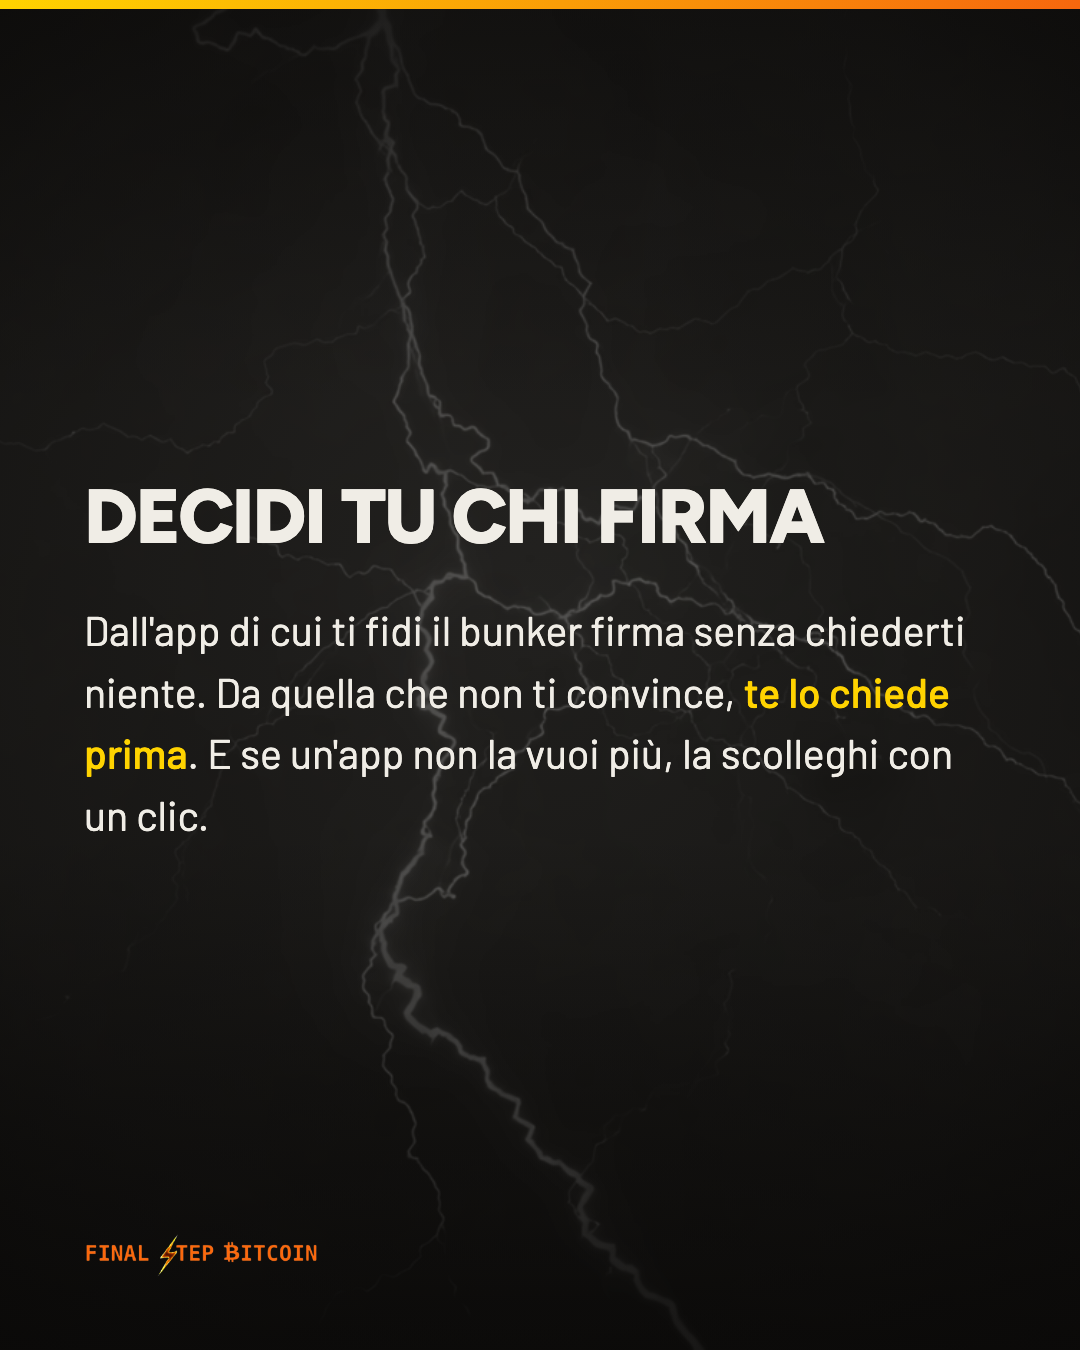 DECIDI TU CHI FIRMA
Dall'app di cui ti fidi il bunker firma senza chiederti
niente. Da quella che non ti convince, te lo chiede
prima. E se un'app non la vuoi più, la scolleghi con
un clic.
FINAL STEP BITCOIN